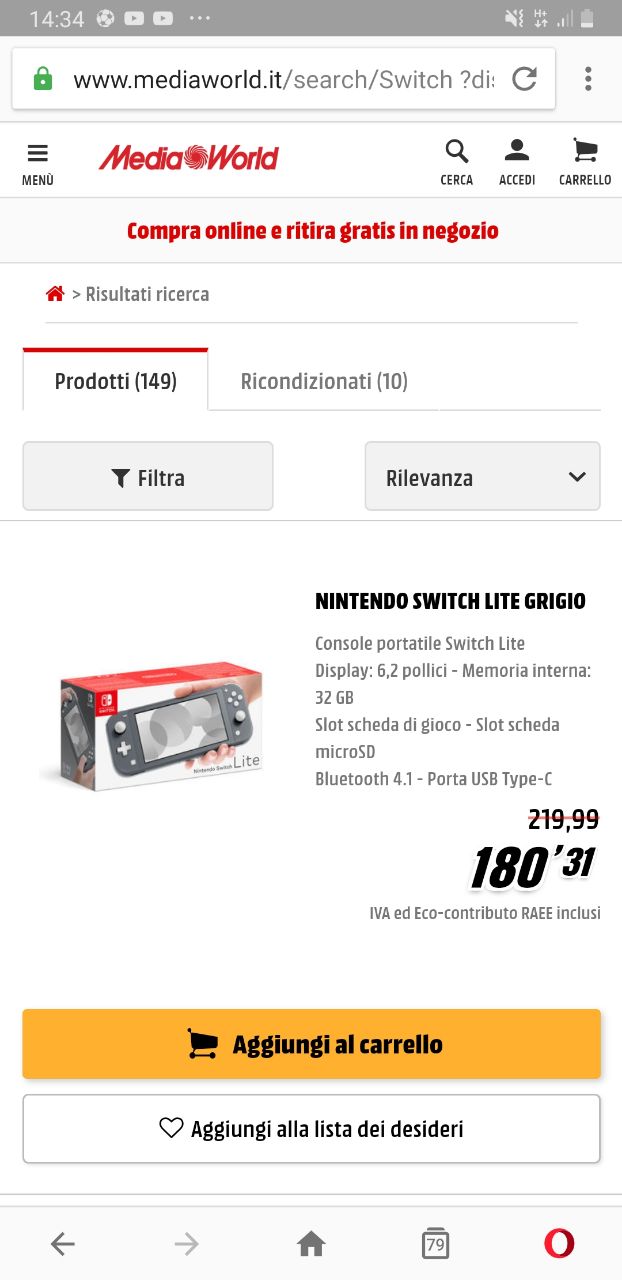 14:34
www.mediaworld.it/search/Switch ?di
MENÙ
MediaWorld
CERCA
ACCEDI
CARRELLO
Compra online e ritira gratis in negozio
> Risultati ricerca
Prodotti (149)
Ricondizionati (10)
Filtra
Rilevanza
NINTENDO SWITCH LITE GRIGIO
Console portatile Switch Lite
Display: 6,2 pollici - Memoria interna:
32 GB
Slot scheda di gioco - Slot scheda
microSD
Bluetooth 4.1 - Porta USB Type-C
Nintendo Switch Lite
219,99
180'31
IVA ed Eco-contributo RAEE inclusi
Aggiungi al carrello
Aggiungi alla lista dei desideri
79